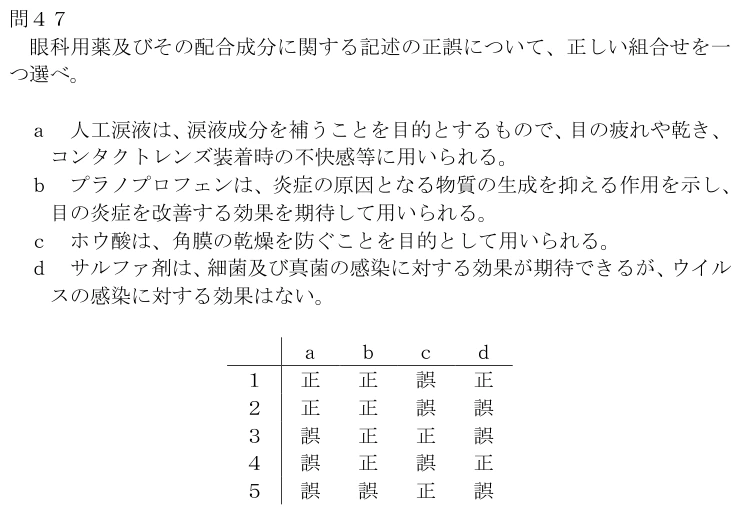 問４７
眼科用薬及びその配合成分に関する記述の正誤について、正しい組合せを一
つ選べ。
ａ　人工涙液は、涙液成分を補うことを目的とするもので、目の疲れや乾き、
コンタクトレンズ装着時の不快感等に用いられる。
ｂ　プラノプロフェンは、炎症の原因となる物質の生成を抑える作用を示し、
目の炎症を改善する効果を期待して用いられる。
ｃ　ホウ酸は、角膜の乾燥を防ぐことを目的として用いられる。
ｄ　サルファ剤は、細菌及び真菌の感染に対する効果が期待できるが、ウイル
スの感染に対する効果はない。
ａ　ｂ　ｃ　ｄ
１　正　正　誤　正
２　正　正　誤　誤
３　誤　正　正　誤
４　誤　正　誤　正
５　誤　誤　正　誤